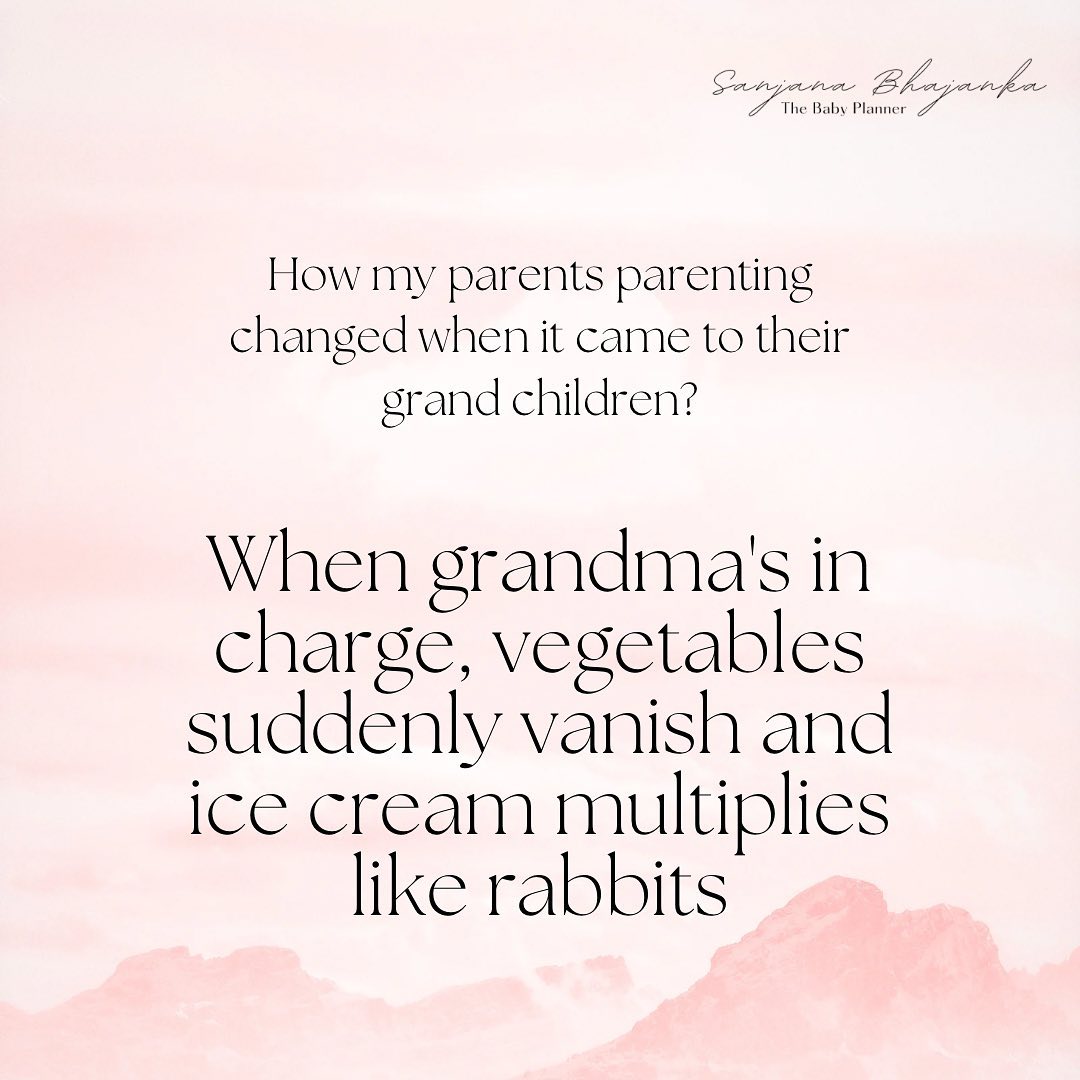 Sanjana Bhajanka
The Baby Planner
How my parents parenting
changed when it came to their
grand children?
When grandma's in
charge, vegetables
suddenly vanish and
ice cream multiplies
like rabbits